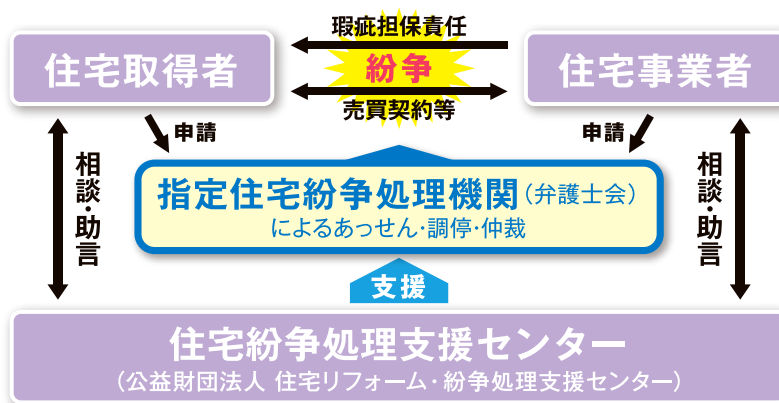 瑕疵担保責任
住宅取得者
紛争
住宅事業者
売買契約等
申請
申請
相談・助言
相談・助言
指定住宅紛争処理機関(弁護士会)
によるあっせん・調停・仲裁
支援
住宅紛争処理支援センター
(公益財団法人 住宅リフォーム・紛争処理支援センター)